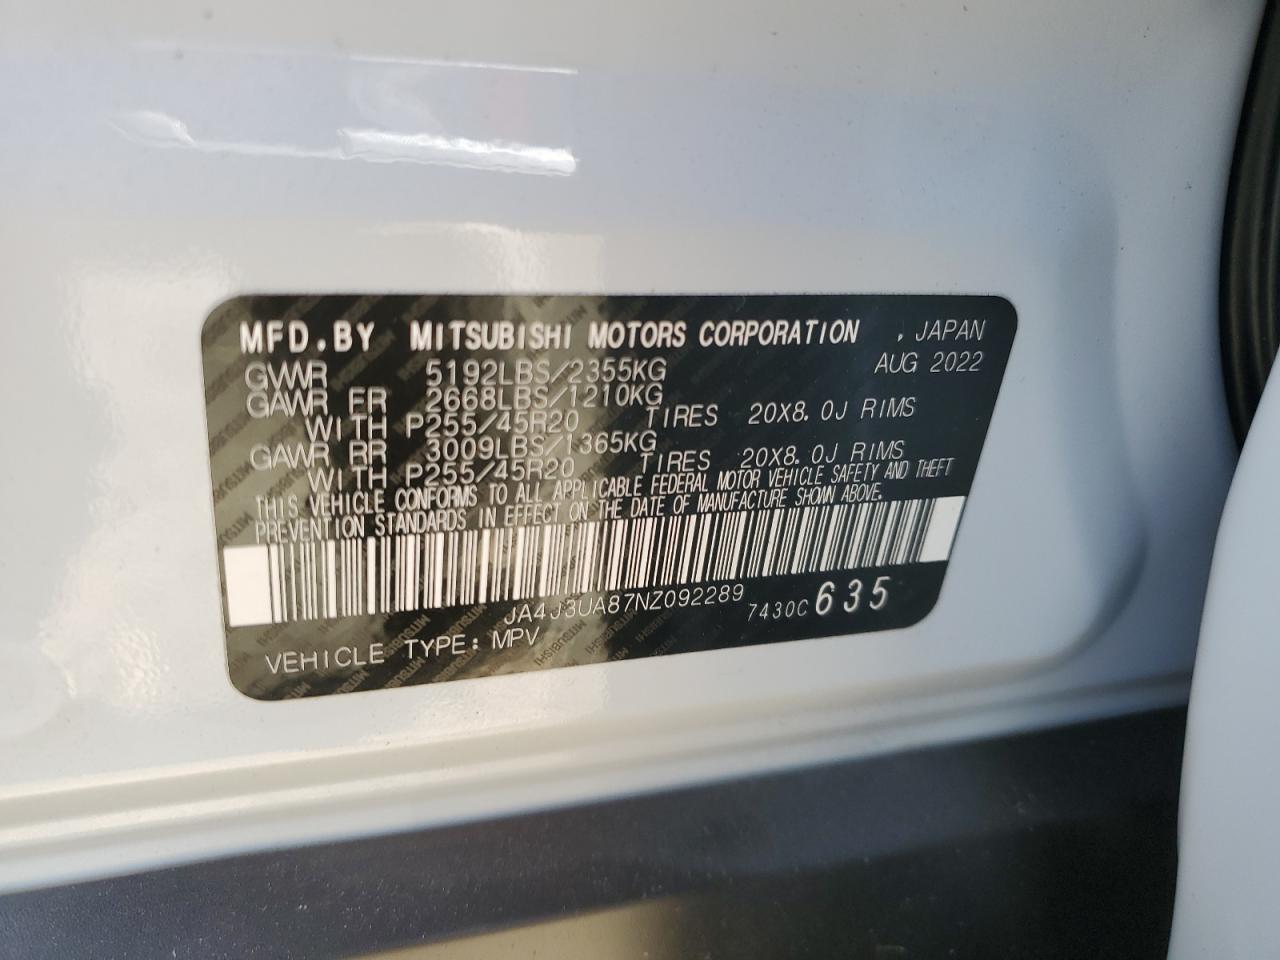 MFD.BY MITSUBISHI MOTORS CORPORATION , JAPAN
GVWR 5192LBS/2355KG AUG 2022
GAWR FR 2668LBS/1210KG
WITH P255/45R20 TIRES 20X8.0J RIMS
GAWR RR 3009LBS/1365KG
WITH P255/45R20 TIRES 20X8.0J RIMS
THIS VEHICLE CONFORMS TO ALL APPLICABLE FEDERAL MOTOR VEHICLE SAFETY AND THEFT
PREVENTION STANDARDS IN EFFECT ON THE DATE OF MANUFACTURE SHOWN ABOVE.
JA4J3UA87NZ092289 7430C 635
VEHICLE TYPE: MPV